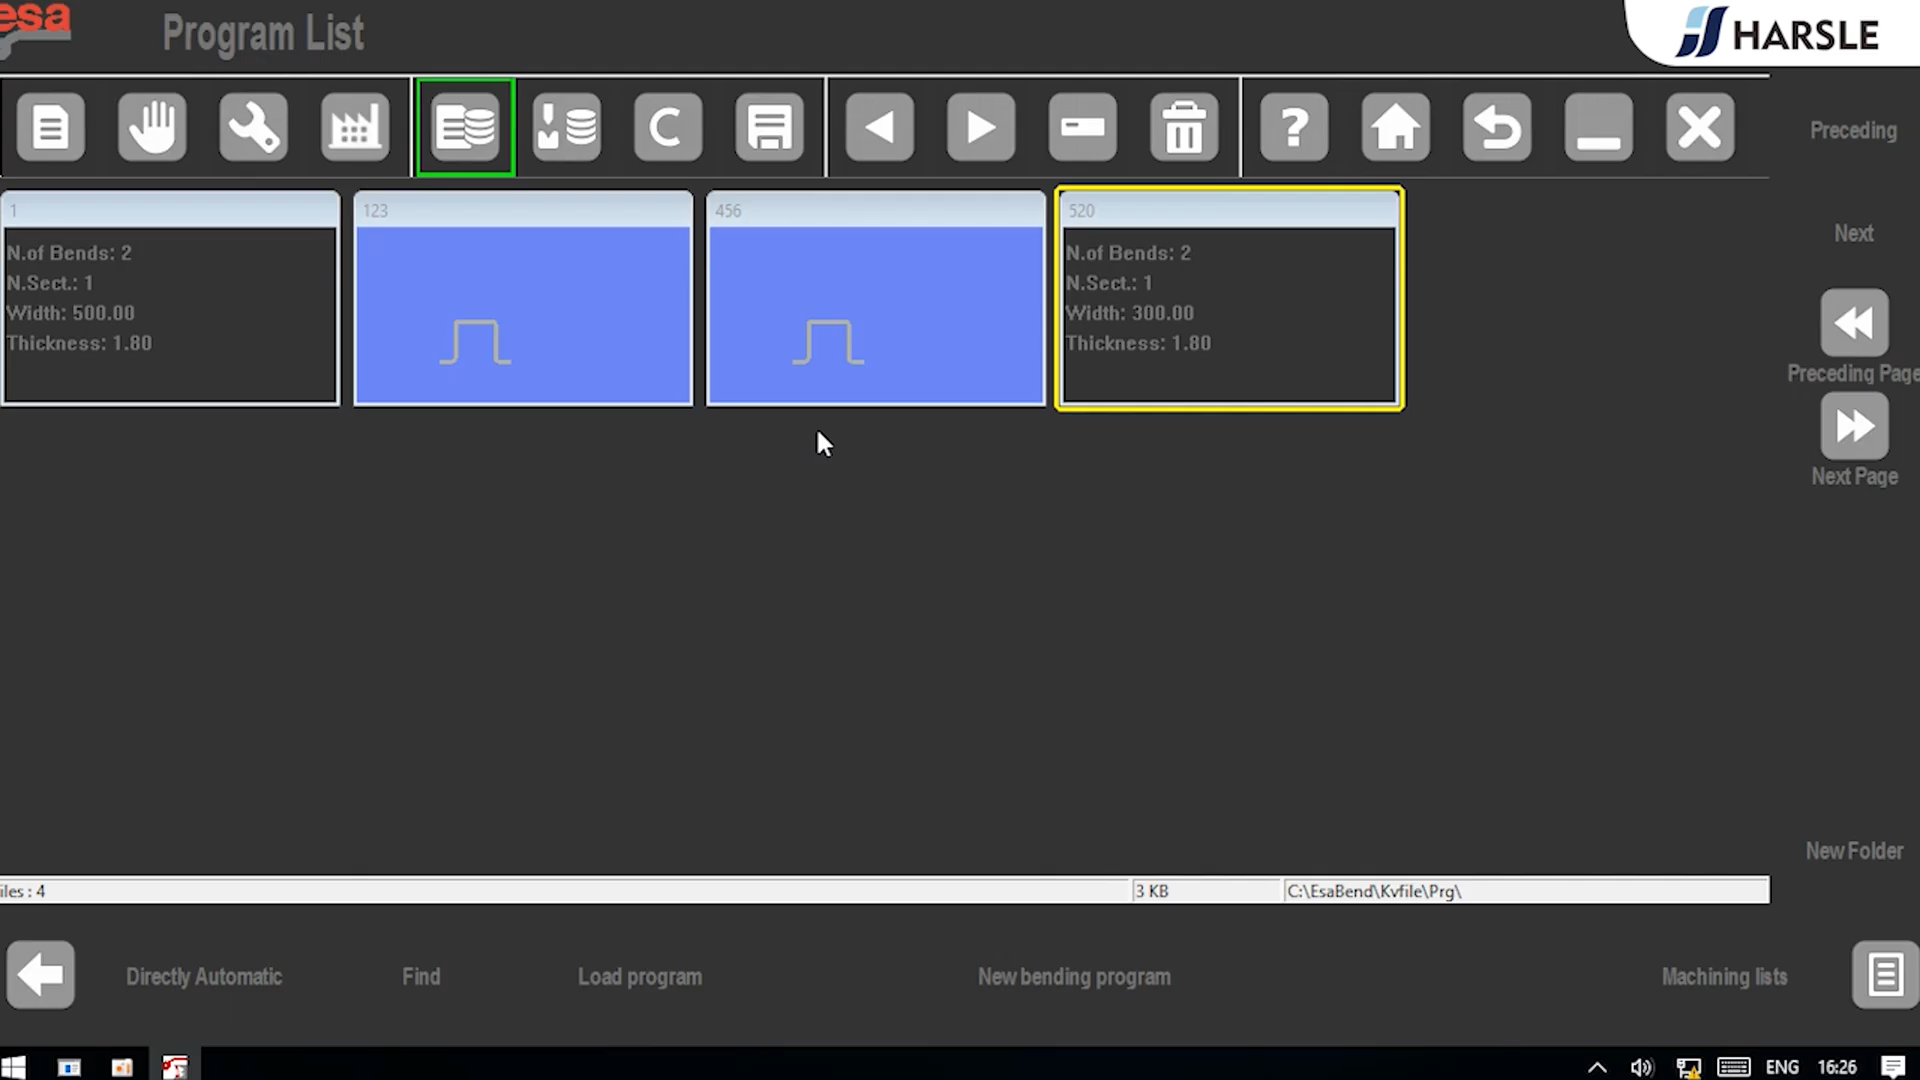 esa
Program List
HARSLE
C
?
Preceding
1
123
456
520
N.of Bends: 2
N.Sect.: 1
Width: 500.00
Thickness: 1.80
N.of Bends: 2
N.Sect.: 1
Width: 300.00
Thickness: 1.80
Next
Preceding Page
Next Page
New Folder
iles : 4
3 KB
C:\EsaBend\Kvfile\Prg\
Directly Automatic
Find
Load program
New bending program
Machining lists
ENG
16:26